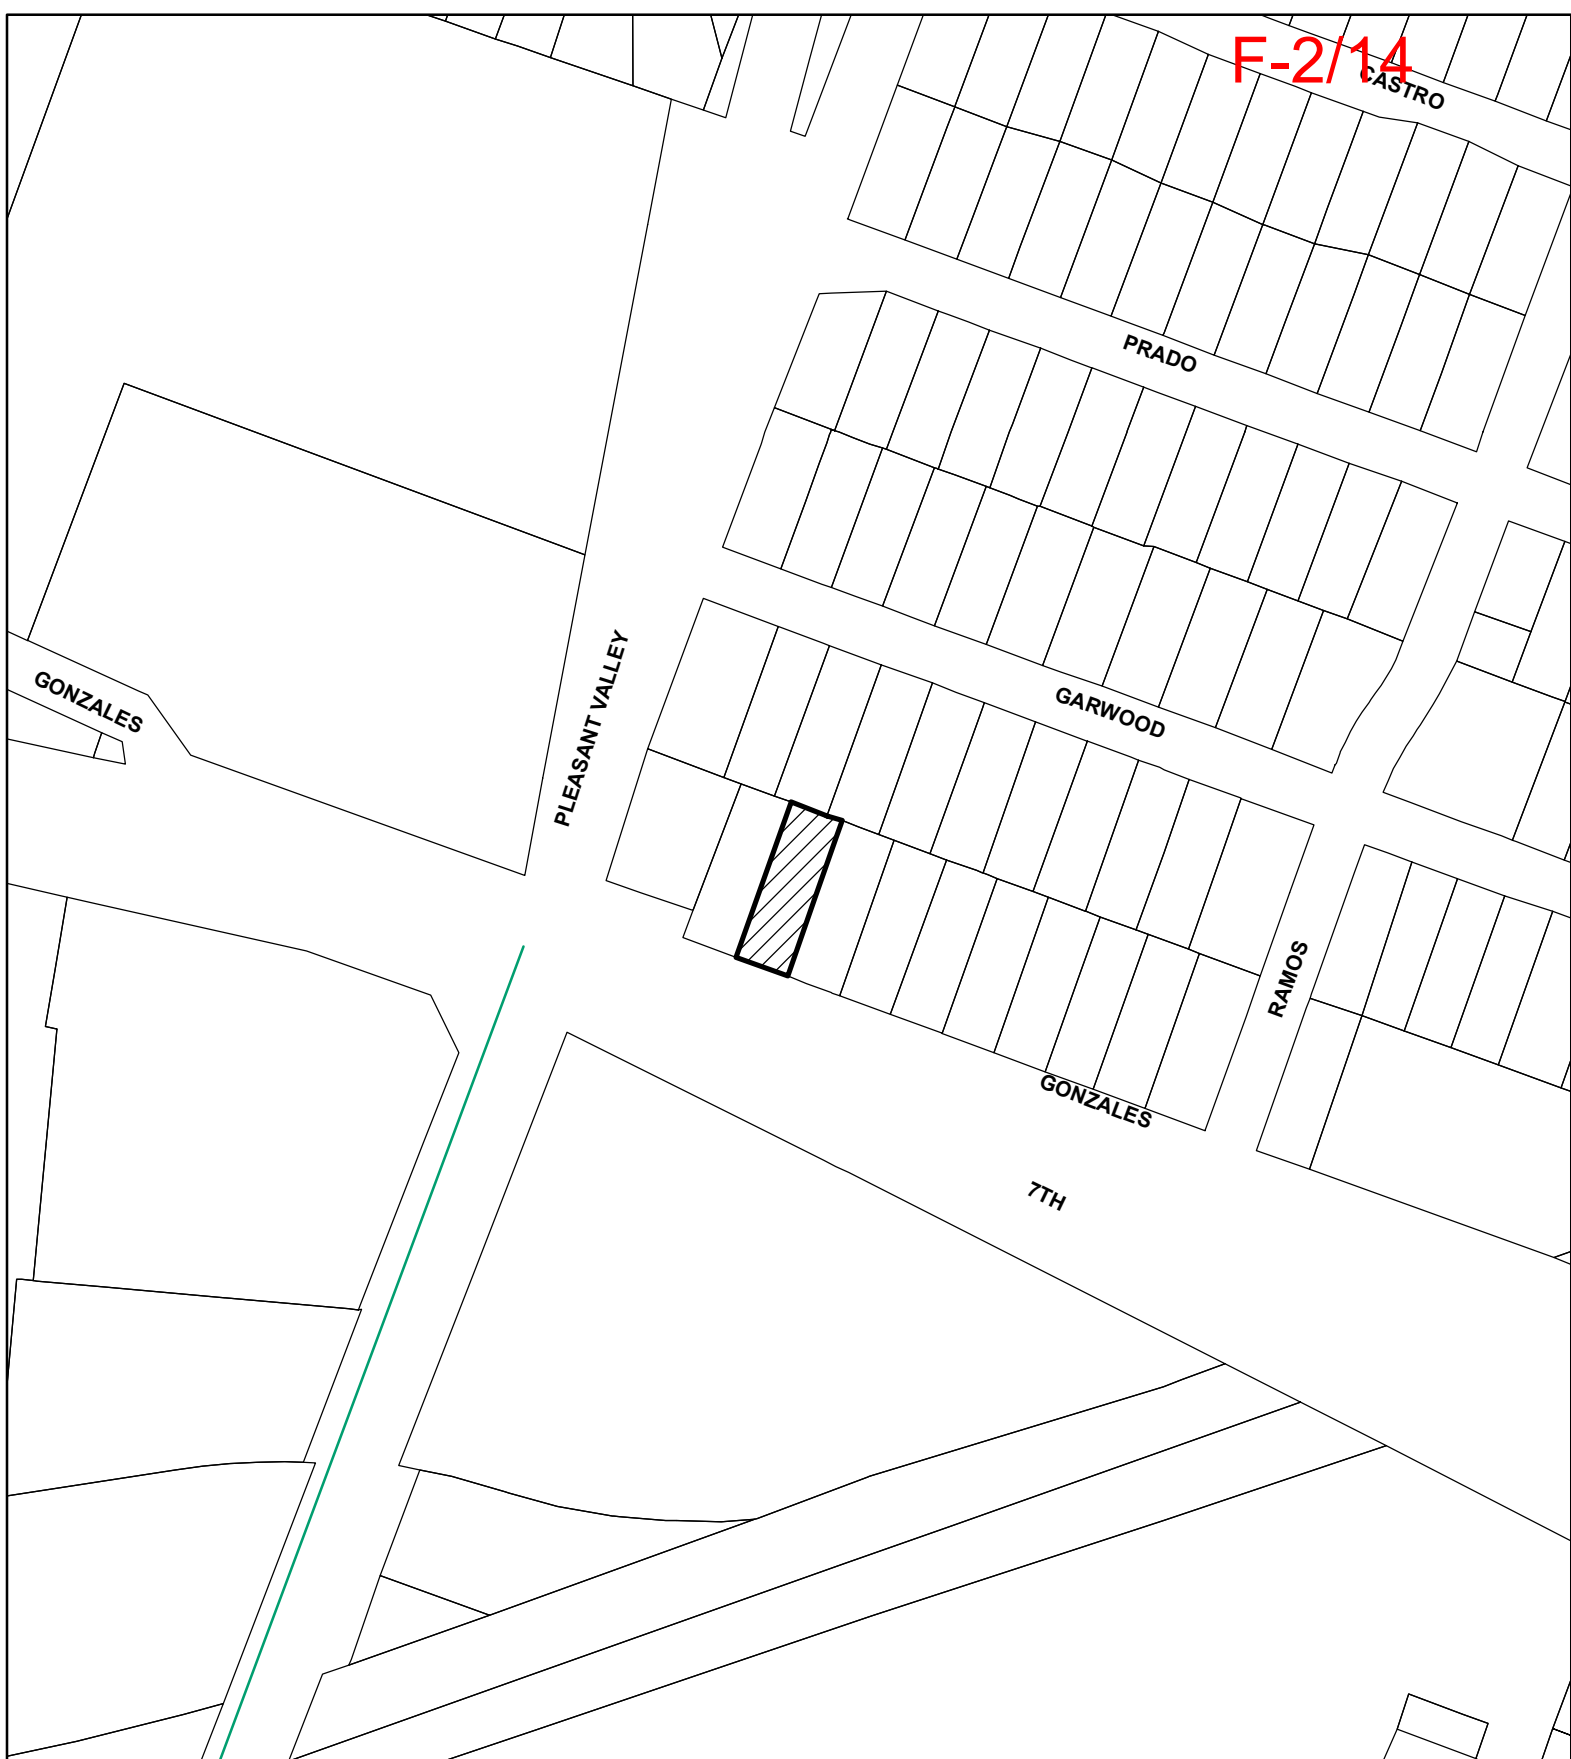 F-2/14
CASTRO
PRADO
PLEASANT VALLEY
GONZALES
GARWOOD
RAMOS
GONZALES
7TH